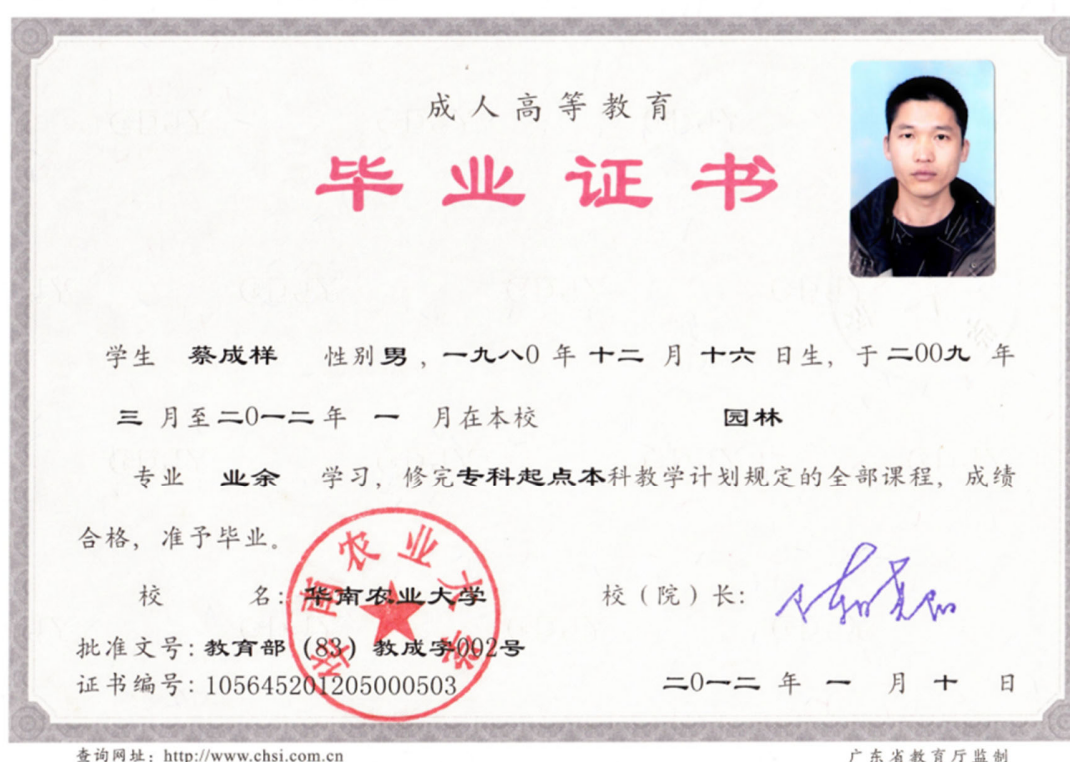 成人高等教育
毕业证书
学生 蔡成样 性别男，一九八0 年 十二 月 十六 日生，于 二00九 年
三 月至 二0一二 年 一 月在本校 园林
专业 业余 学习，修完专科起点本科教学计划规定的全部课程，成绩
合格，准予毕业。
校 名：华南农业大学 校（院）长：
批准文号：教育部（83）教成字002号
证书编号：105645201205000503 二0一二 年 一 月 十 日
华南农业大学
查询网址：http://www.chsi.com.cn 广东省教育厅监制